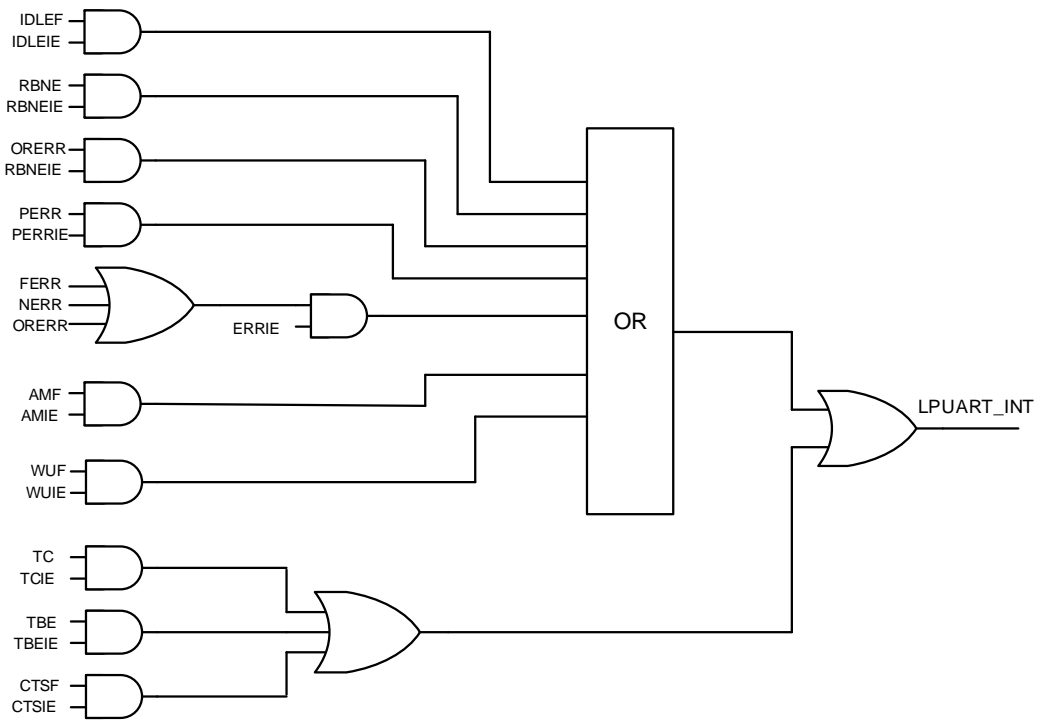 IDLEF
IDLEIE
RBNE
RBNEIE
ORERR
RBNEIE
PERR
PERRIE
FERR
NERR
ORERR
ERRIE
OR
AMF
AMIE
LPUART_INT
WUF
WUIE
TC
TCIE
TBE
TBEIE
CTSF
CTSIE